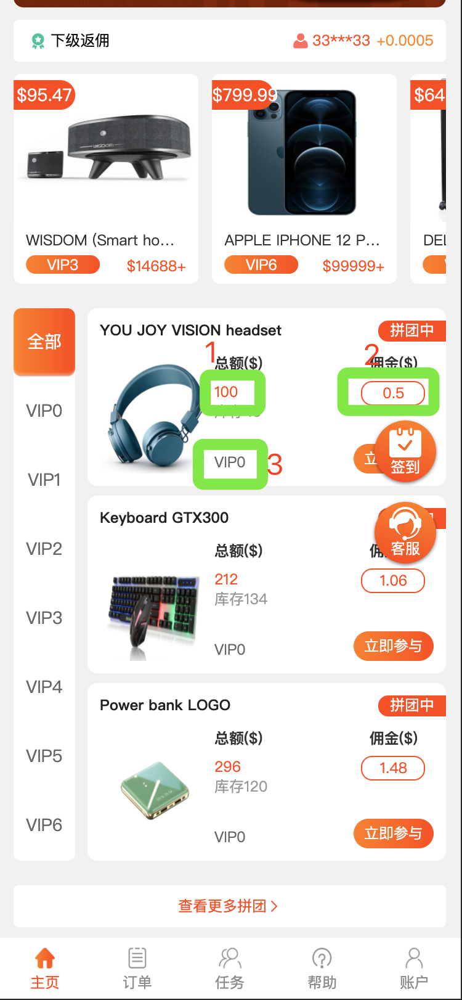 下级返佣
33***33 +0.0005
$95.47
$799.99
$64
WISDOM (Smart ho...
APPLE IPHONE 12 P...
DEL
VIP3
$14688+
VIP6
$99999+
全部
VIP0
VIP1
VIP2
VIP3
VIP4
VIP5
VIP6
YOU JOY VISION headset
拼团中
1
总额($)
2
佣金($)
100
0.5
VIP0
3
立
签到
Keyboard GTX300
总额($)
佣
客服
212
1.06
库存134
VIP0
立即参与
Power bank LOGO
拼团中
总额($)
佣金($)
296
1.48
库存120
VIP0
立即参与
查看更多拼团>
主页
订单
任务
帮助
账户